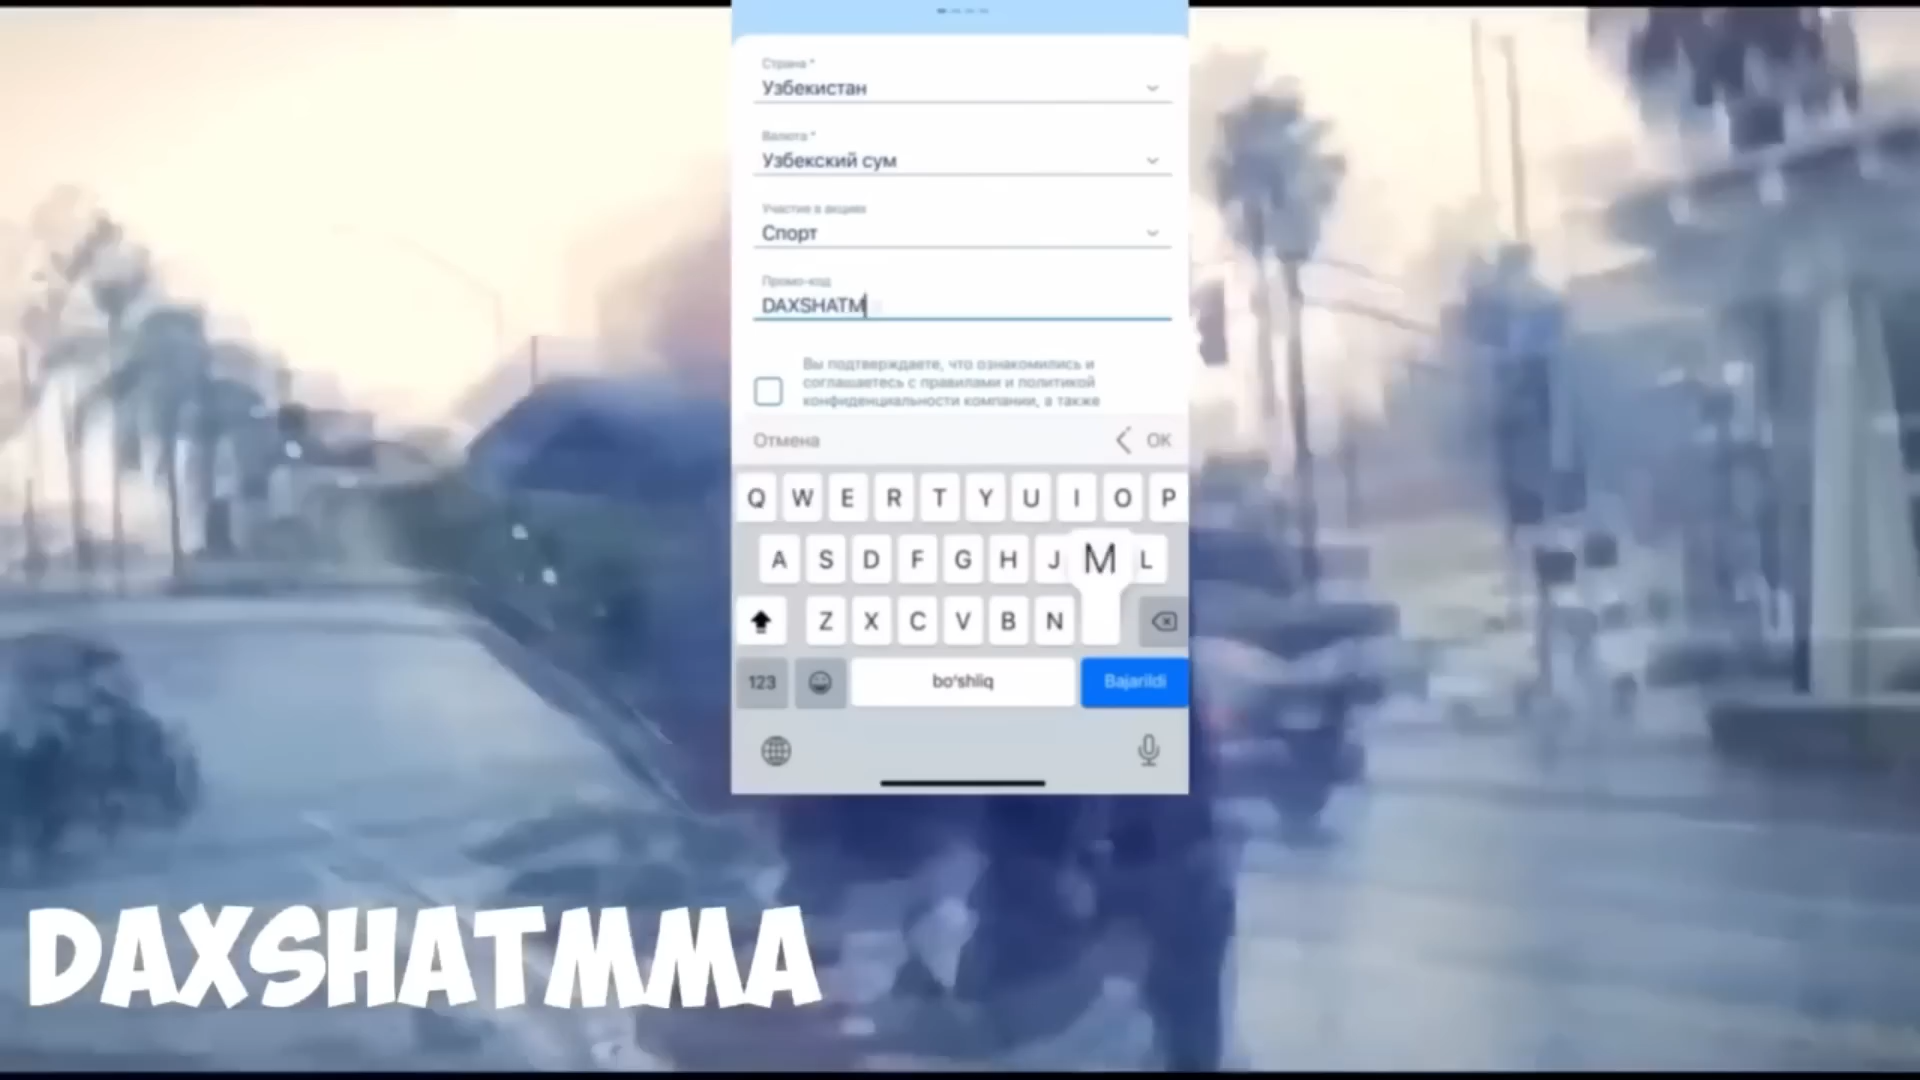 Страна *
Узбекистан
Валюта *
Узбекский сум
Участие в акциях
Спорт
Промо-код
DAXSHATM
Вы подтверждаете, что ознакомились и
соглашаетесь с правилами и политикой
конфиденциальности компании, а также
Отмена OK
Q W E R T Y U I O P
A S D F G H J M L
Z X C V B N
123 bo'shliq Bajarildi
DAXSHATMMA